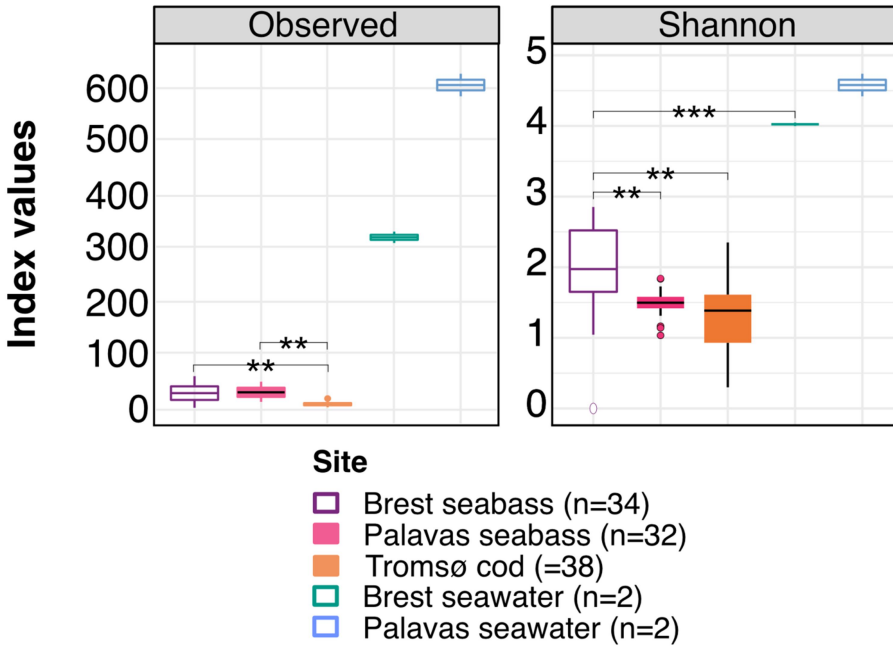 Observed
Shannon
Index values
600
500
400
300
200
100
0
**
**
5
4
3
2
1
0
***
**
**
Site
Brest seabass (n=34)
Palavas seabass (n=32)
Tromsø cod (=38)
Brest seawater (n=2)
Palavas seawater (n=2)